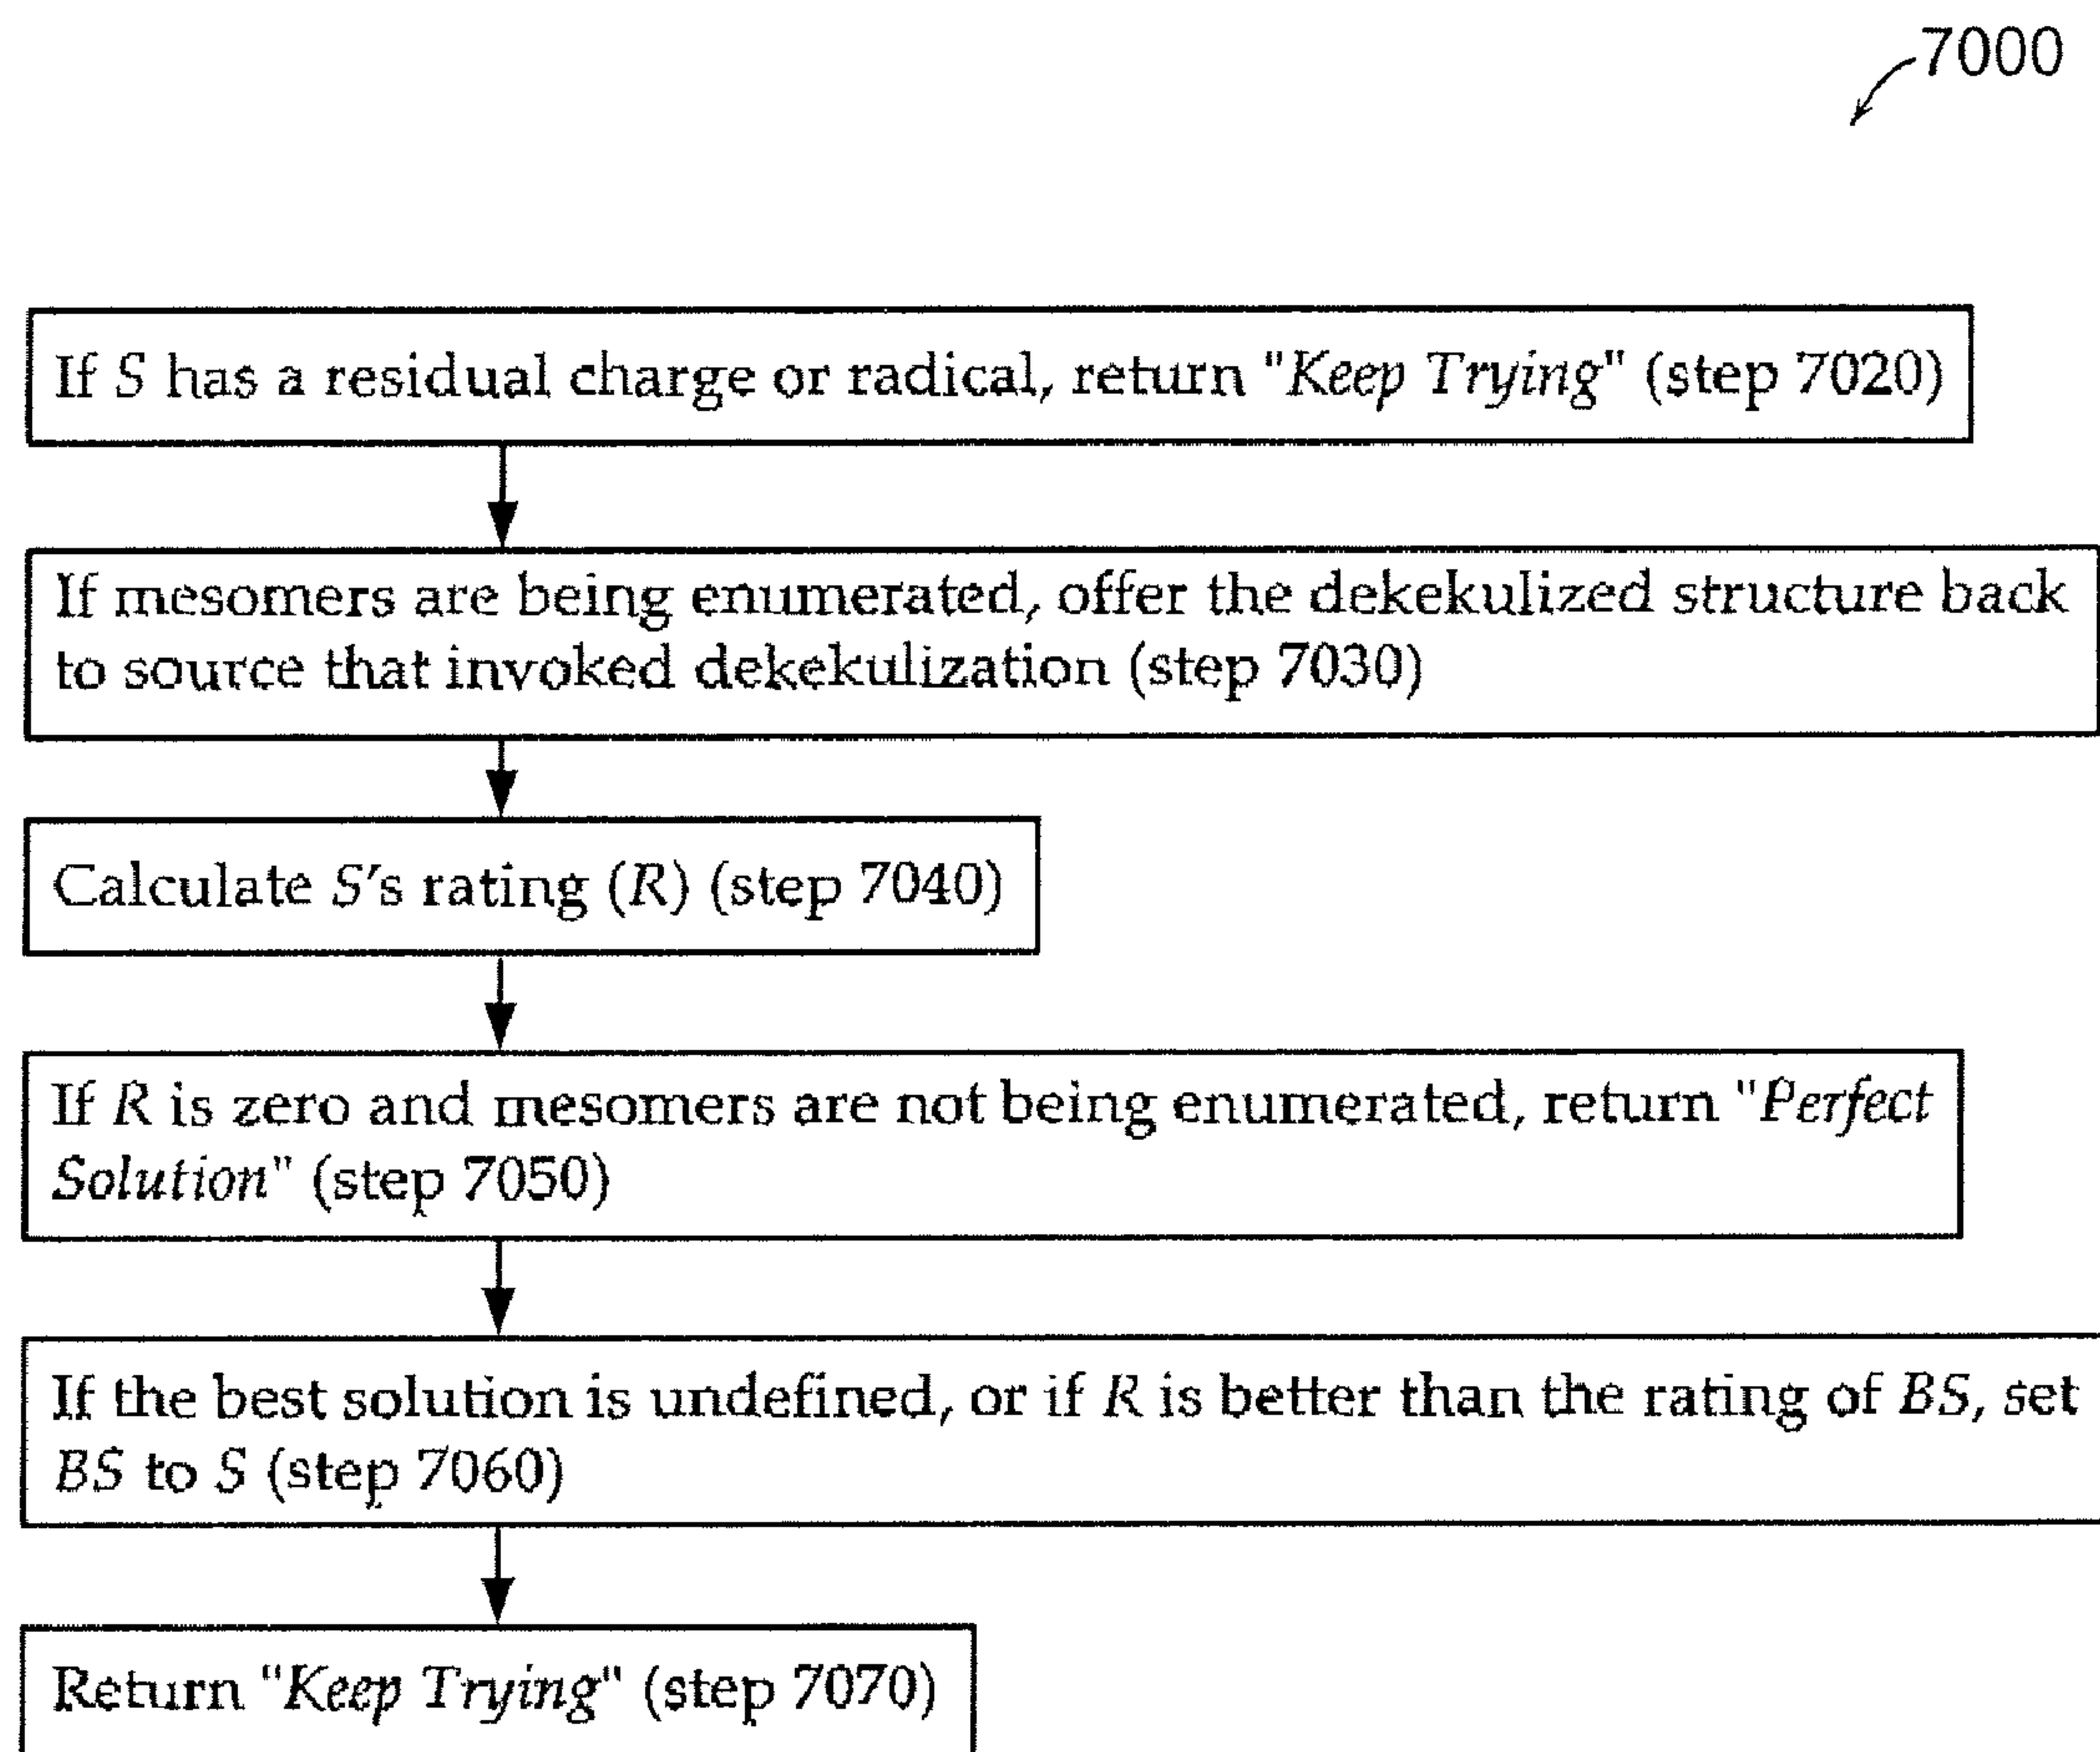 7000
If S has a residual charge or radical, return "Keep Trying" (step 7020)
If mesomers are being enumerated, offer the dekekulized structure back
to source that invoked dekekulization (step 7030)
Calculate S's rating (R) (step 7040)
If R is zero and mesomers are not being enumerated, return "Perfect
Solution" (step 7050)
If the best solution is undefined, or if R is better than the rating of BS, set
BS to S (step 7060)
Return "Keep Trying" (step 7070)